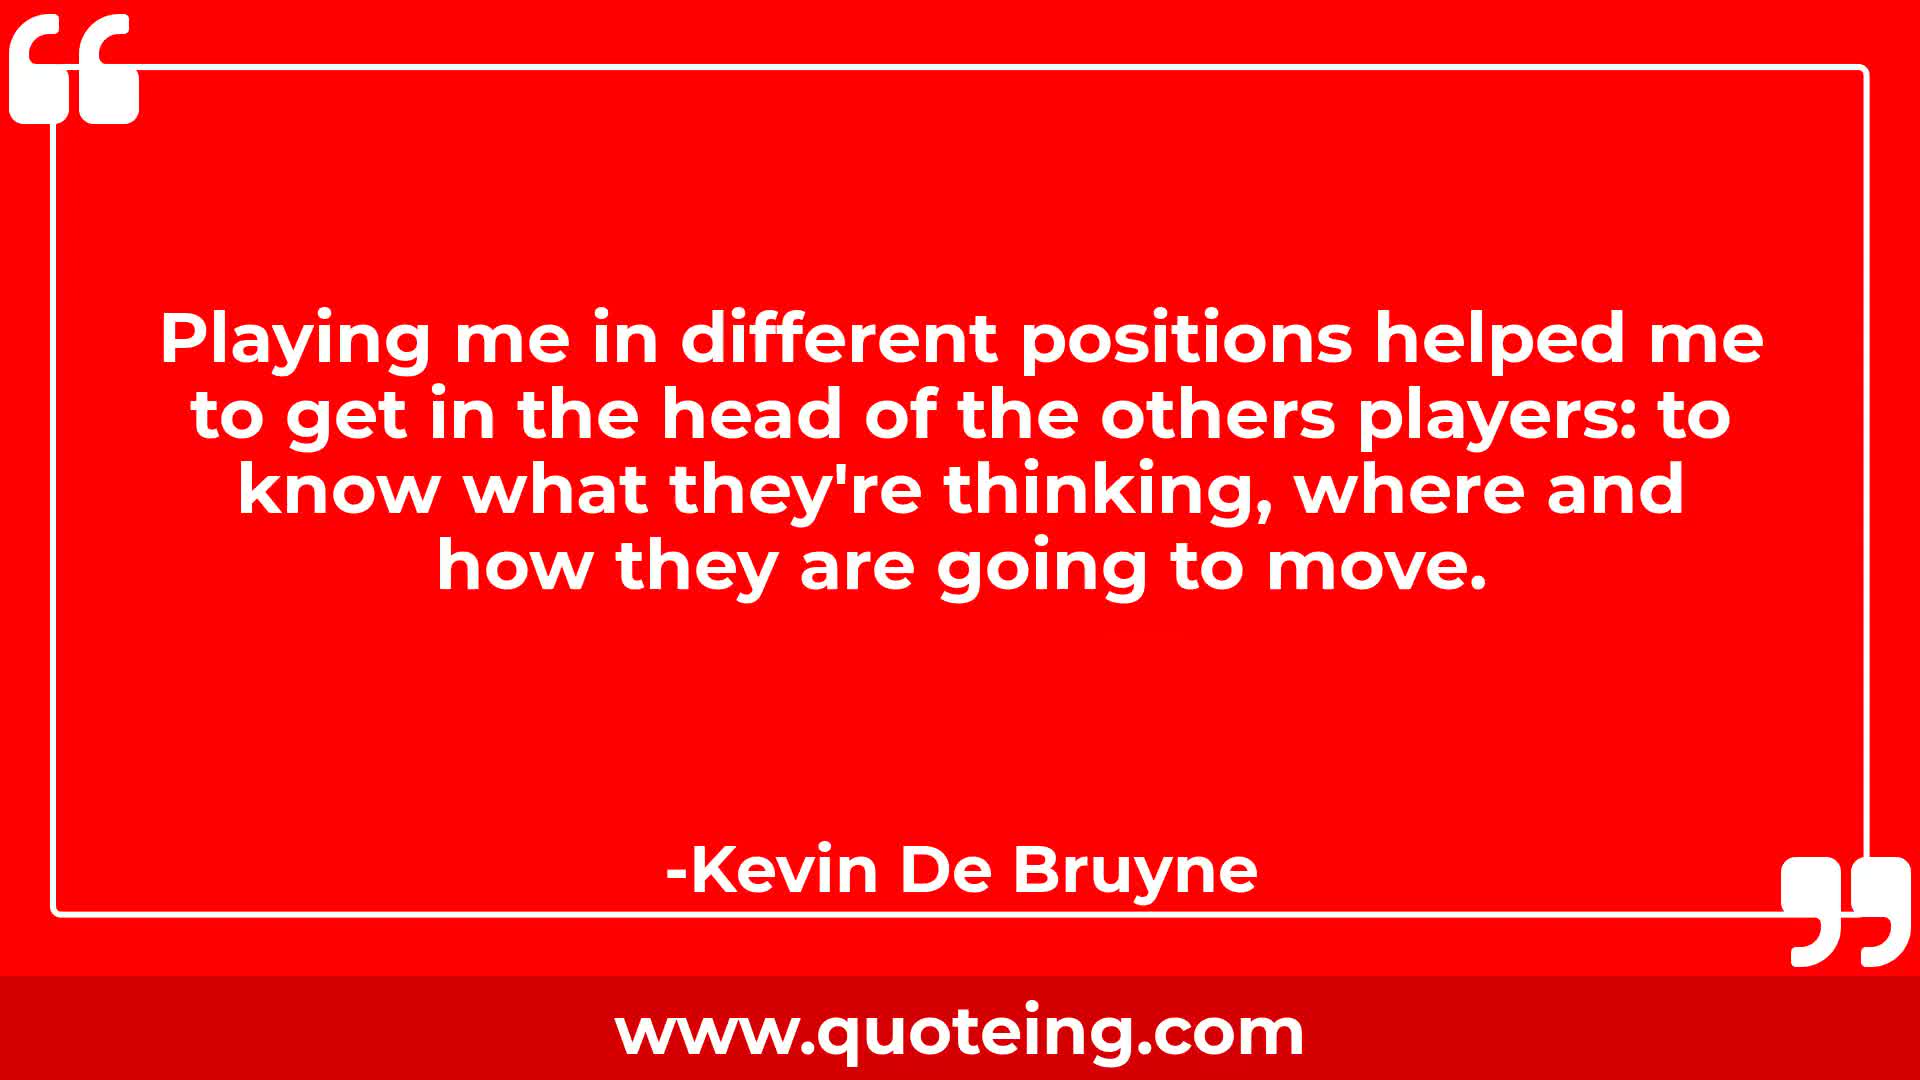 Playing me in different positions helped me
to get in the head of the others players: to
know what they're thinking, where and
how they are going to move.
-Kevin De Bruyne
www.quoteing.com